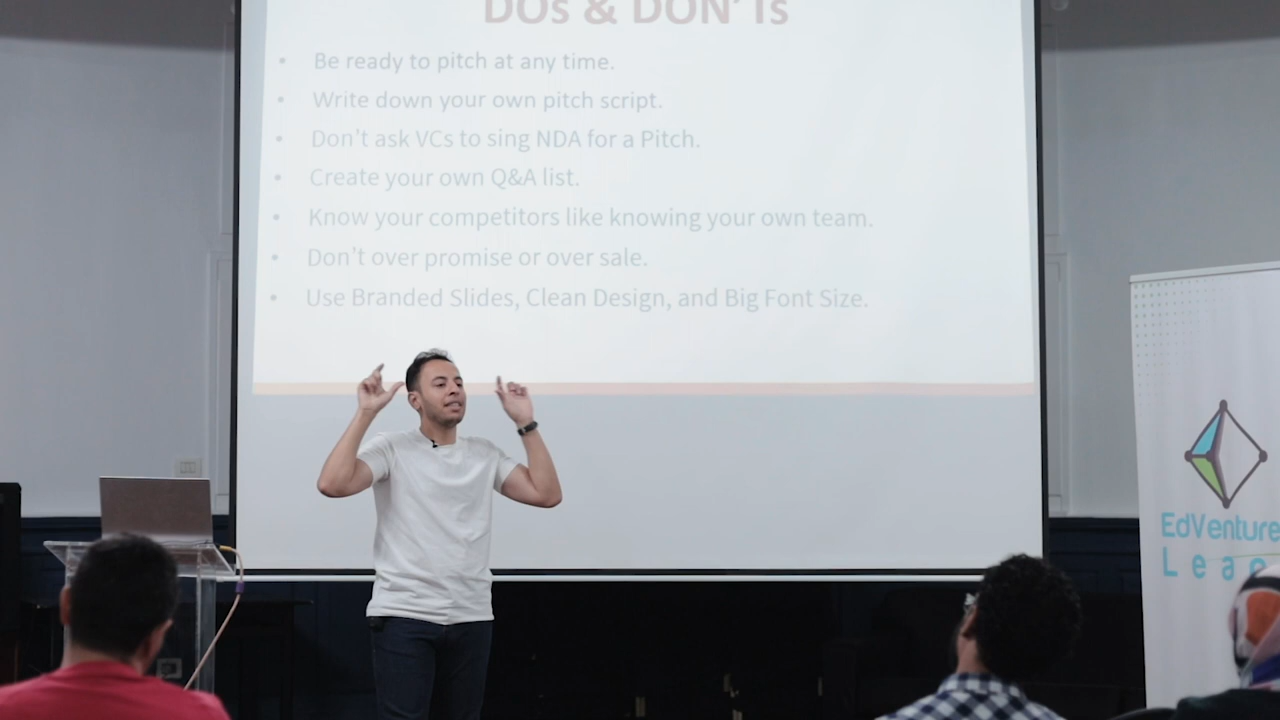 DOs & DON'Ts
• Be ready to pitch at any time.
• Write down your own pitch script.
• Don't ask VCs to sing NDA for a Pitch.
• Create your own Q&A list.
• Know your competitors like knowing your own team.
• Don't over promise or over sale.
• Use Branded Slides, Clean Design, and Big Font Size.
EdVenture
Lea